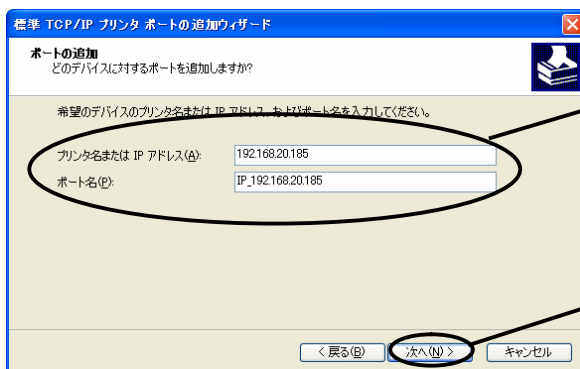 標準 TCP/IP プリンタ ポートの追加ウィザード
ポートの追加
どのデバイスに対するポートを追加しますか?
希望のデバイスのプリンタ名または IP アドレス、およびポート名を入力してください。
プリンタ名または IP アドレス(A): 192.168.20.185
ポート名(P): IP_192.168.20.185
< 戻る(B) 次へ(N) > キャンセル